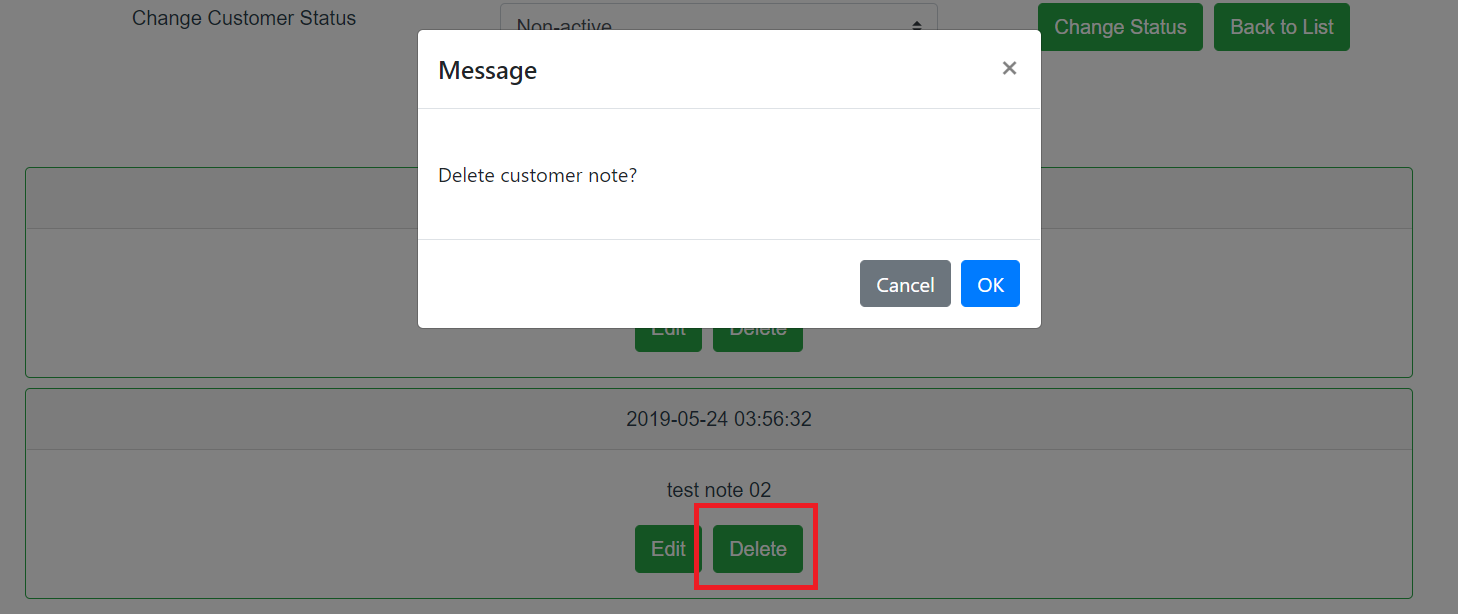 Change Customer Status
Non-active
Change Status
Back to List
Message
×
Delete customer note?
Cancel
OK
Edit
Delete
2019-05-24 03:56:32
test note 02
Edit
Delete